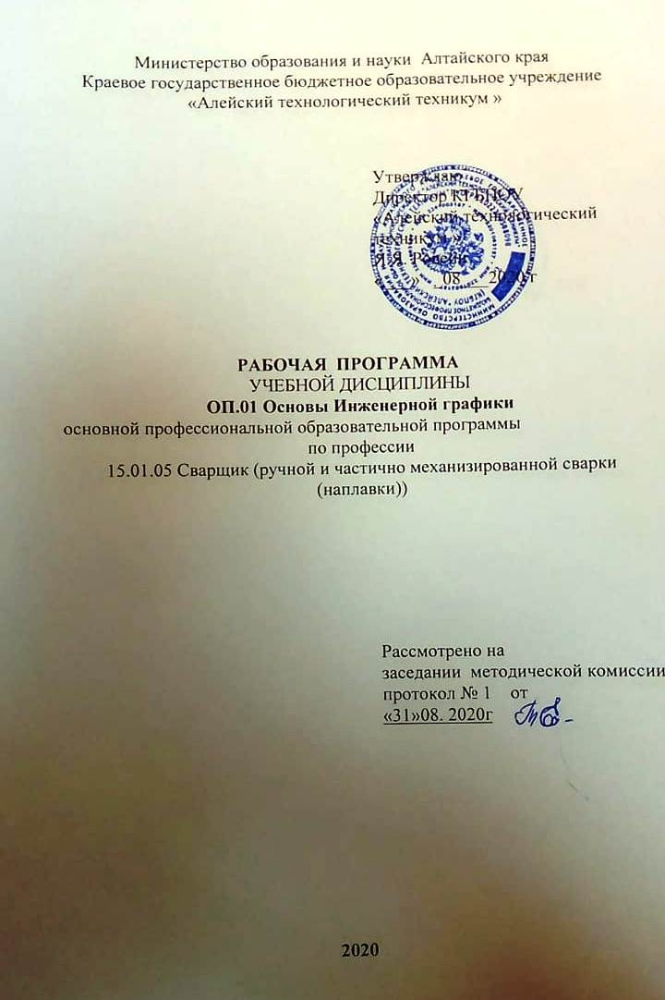 Министерство образования и науки Алтайского края
Краевое государственное бюджетное образовательное учреждение
«Алейский технологический техникум »
Утверждаю
Директор КГБПОУ
«Алейский технологический
техникум »
« » 08 2020 г
РАБОЧАЯ ПРОГРАММА
УЧЕБНОЙ ДИСЦИПЛИНЫ
ОП.01 Основы Инженерной графики
основной профессиональной образовательной программы
по профессии
15.01.05 Сварщик (ручной и частично механизированной сварки
(наплавки))
Рассмотрено на
заседании методической комиссии
протокол № 1 от
«31»08. 2020г
2020